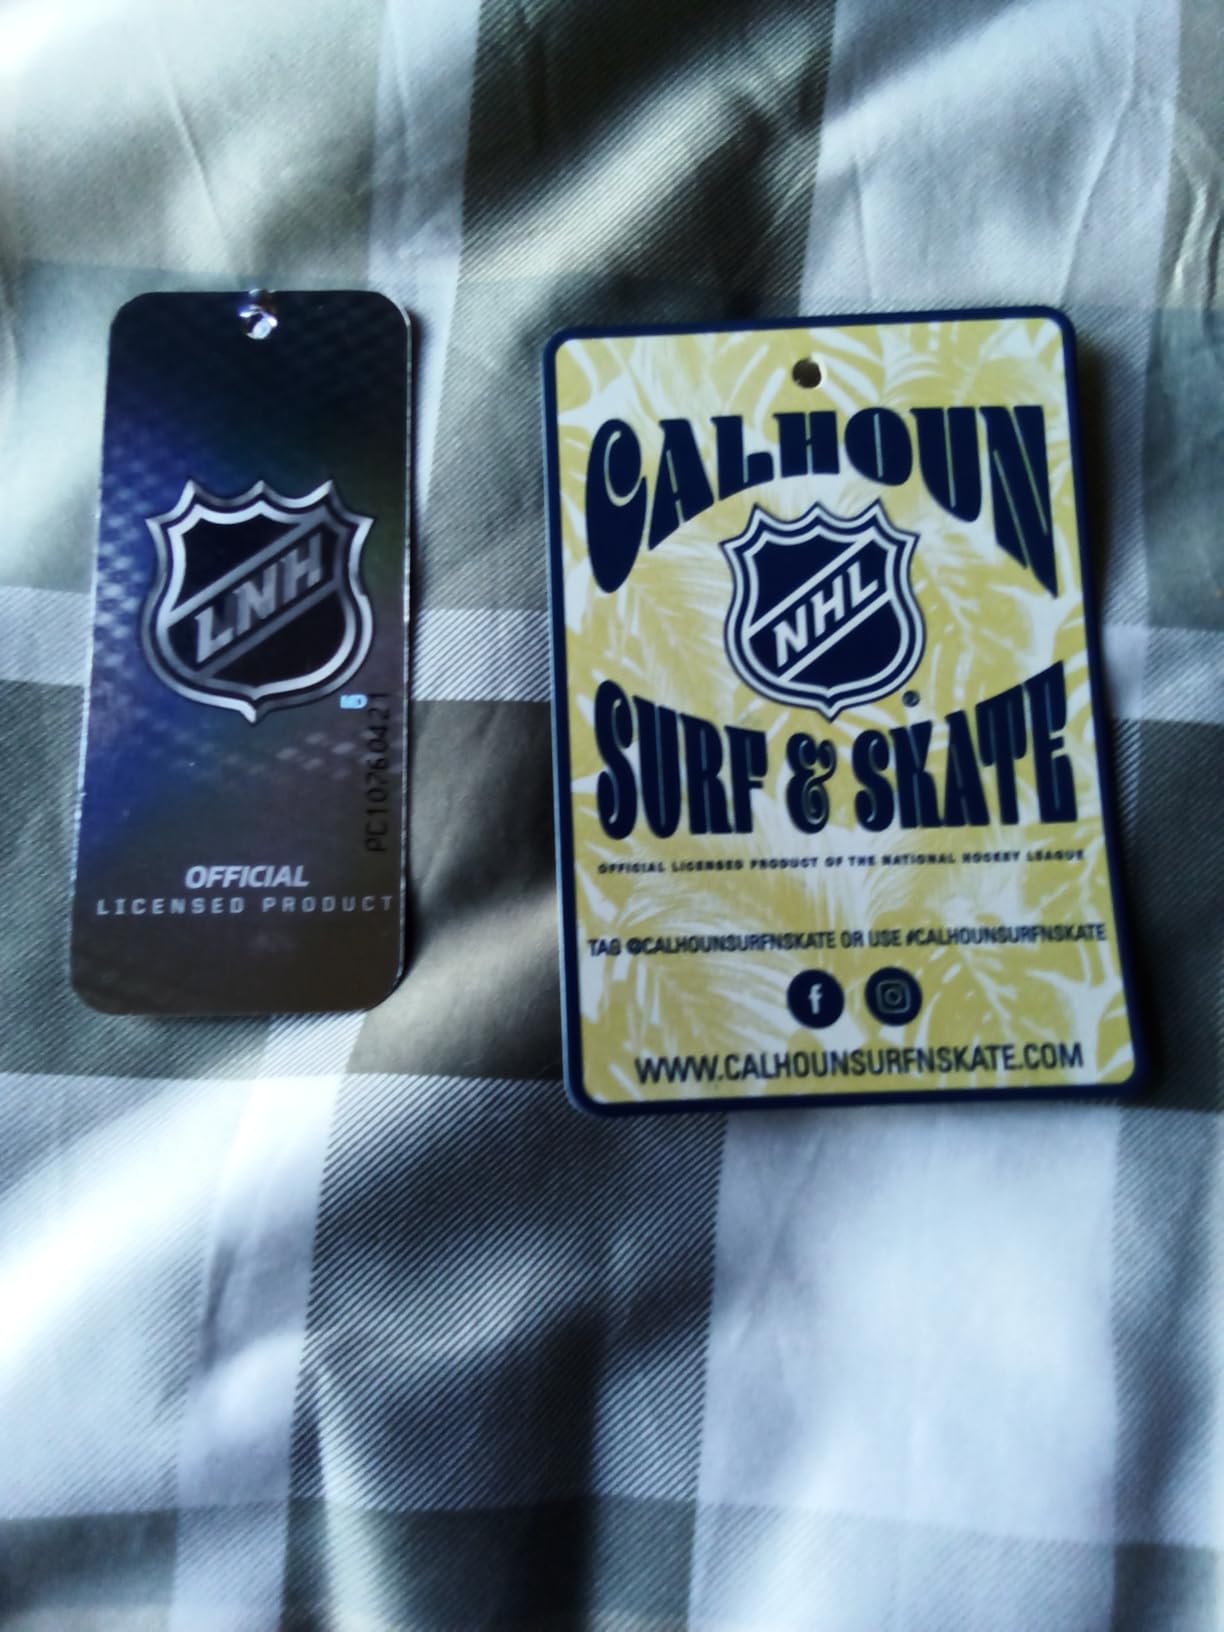 LNH
MD
PC10760421
OFFICIAL
LICENSED PRODUCT
CALHOUN
NHL
®
SURF & SKATE
OFFICIAL LICENSED PRODUCT OF THE NATIONAL HOCKEY LEAGUE
TAG @CALHOUNSURFNSKATE OR USE #CALHOUNSURFNSKATE
f
WWW.CALHOUNSURFNSKATE.COM